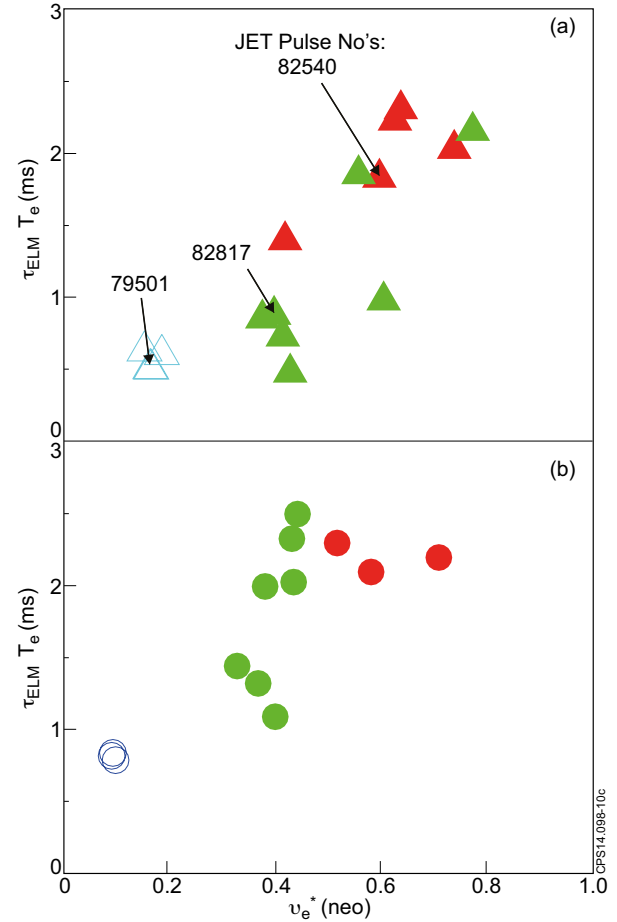 3
(a)
JET Pulse No's:
82540
2
τELM Te (ms)
82817
79501
1
0
3
(b)
2
τELM Te (ms)
1
0
0 0.2 0.4 0.6 0.8 1.0
υe* (neo)
CPS14.098-10c